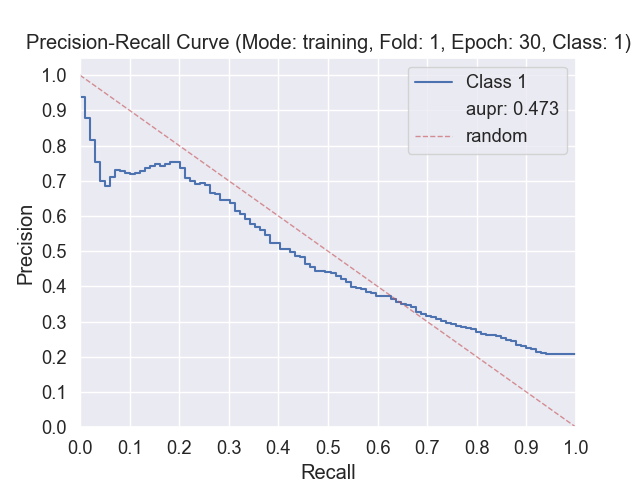 Precision-Recall Curve (Mode: training, Fold: 1, Epoch: 30, Class: 1)
1.0
0.9
0.8
0.7
0.6
0.5
0.4
0.3
0.2
0.1
0.0
Precision
Class 1
aupr: 0.473
random
0.0 0.1 0.2 0.3 0.4 0.5 0.6 0.7 0.8 0.9 1.0
Recall